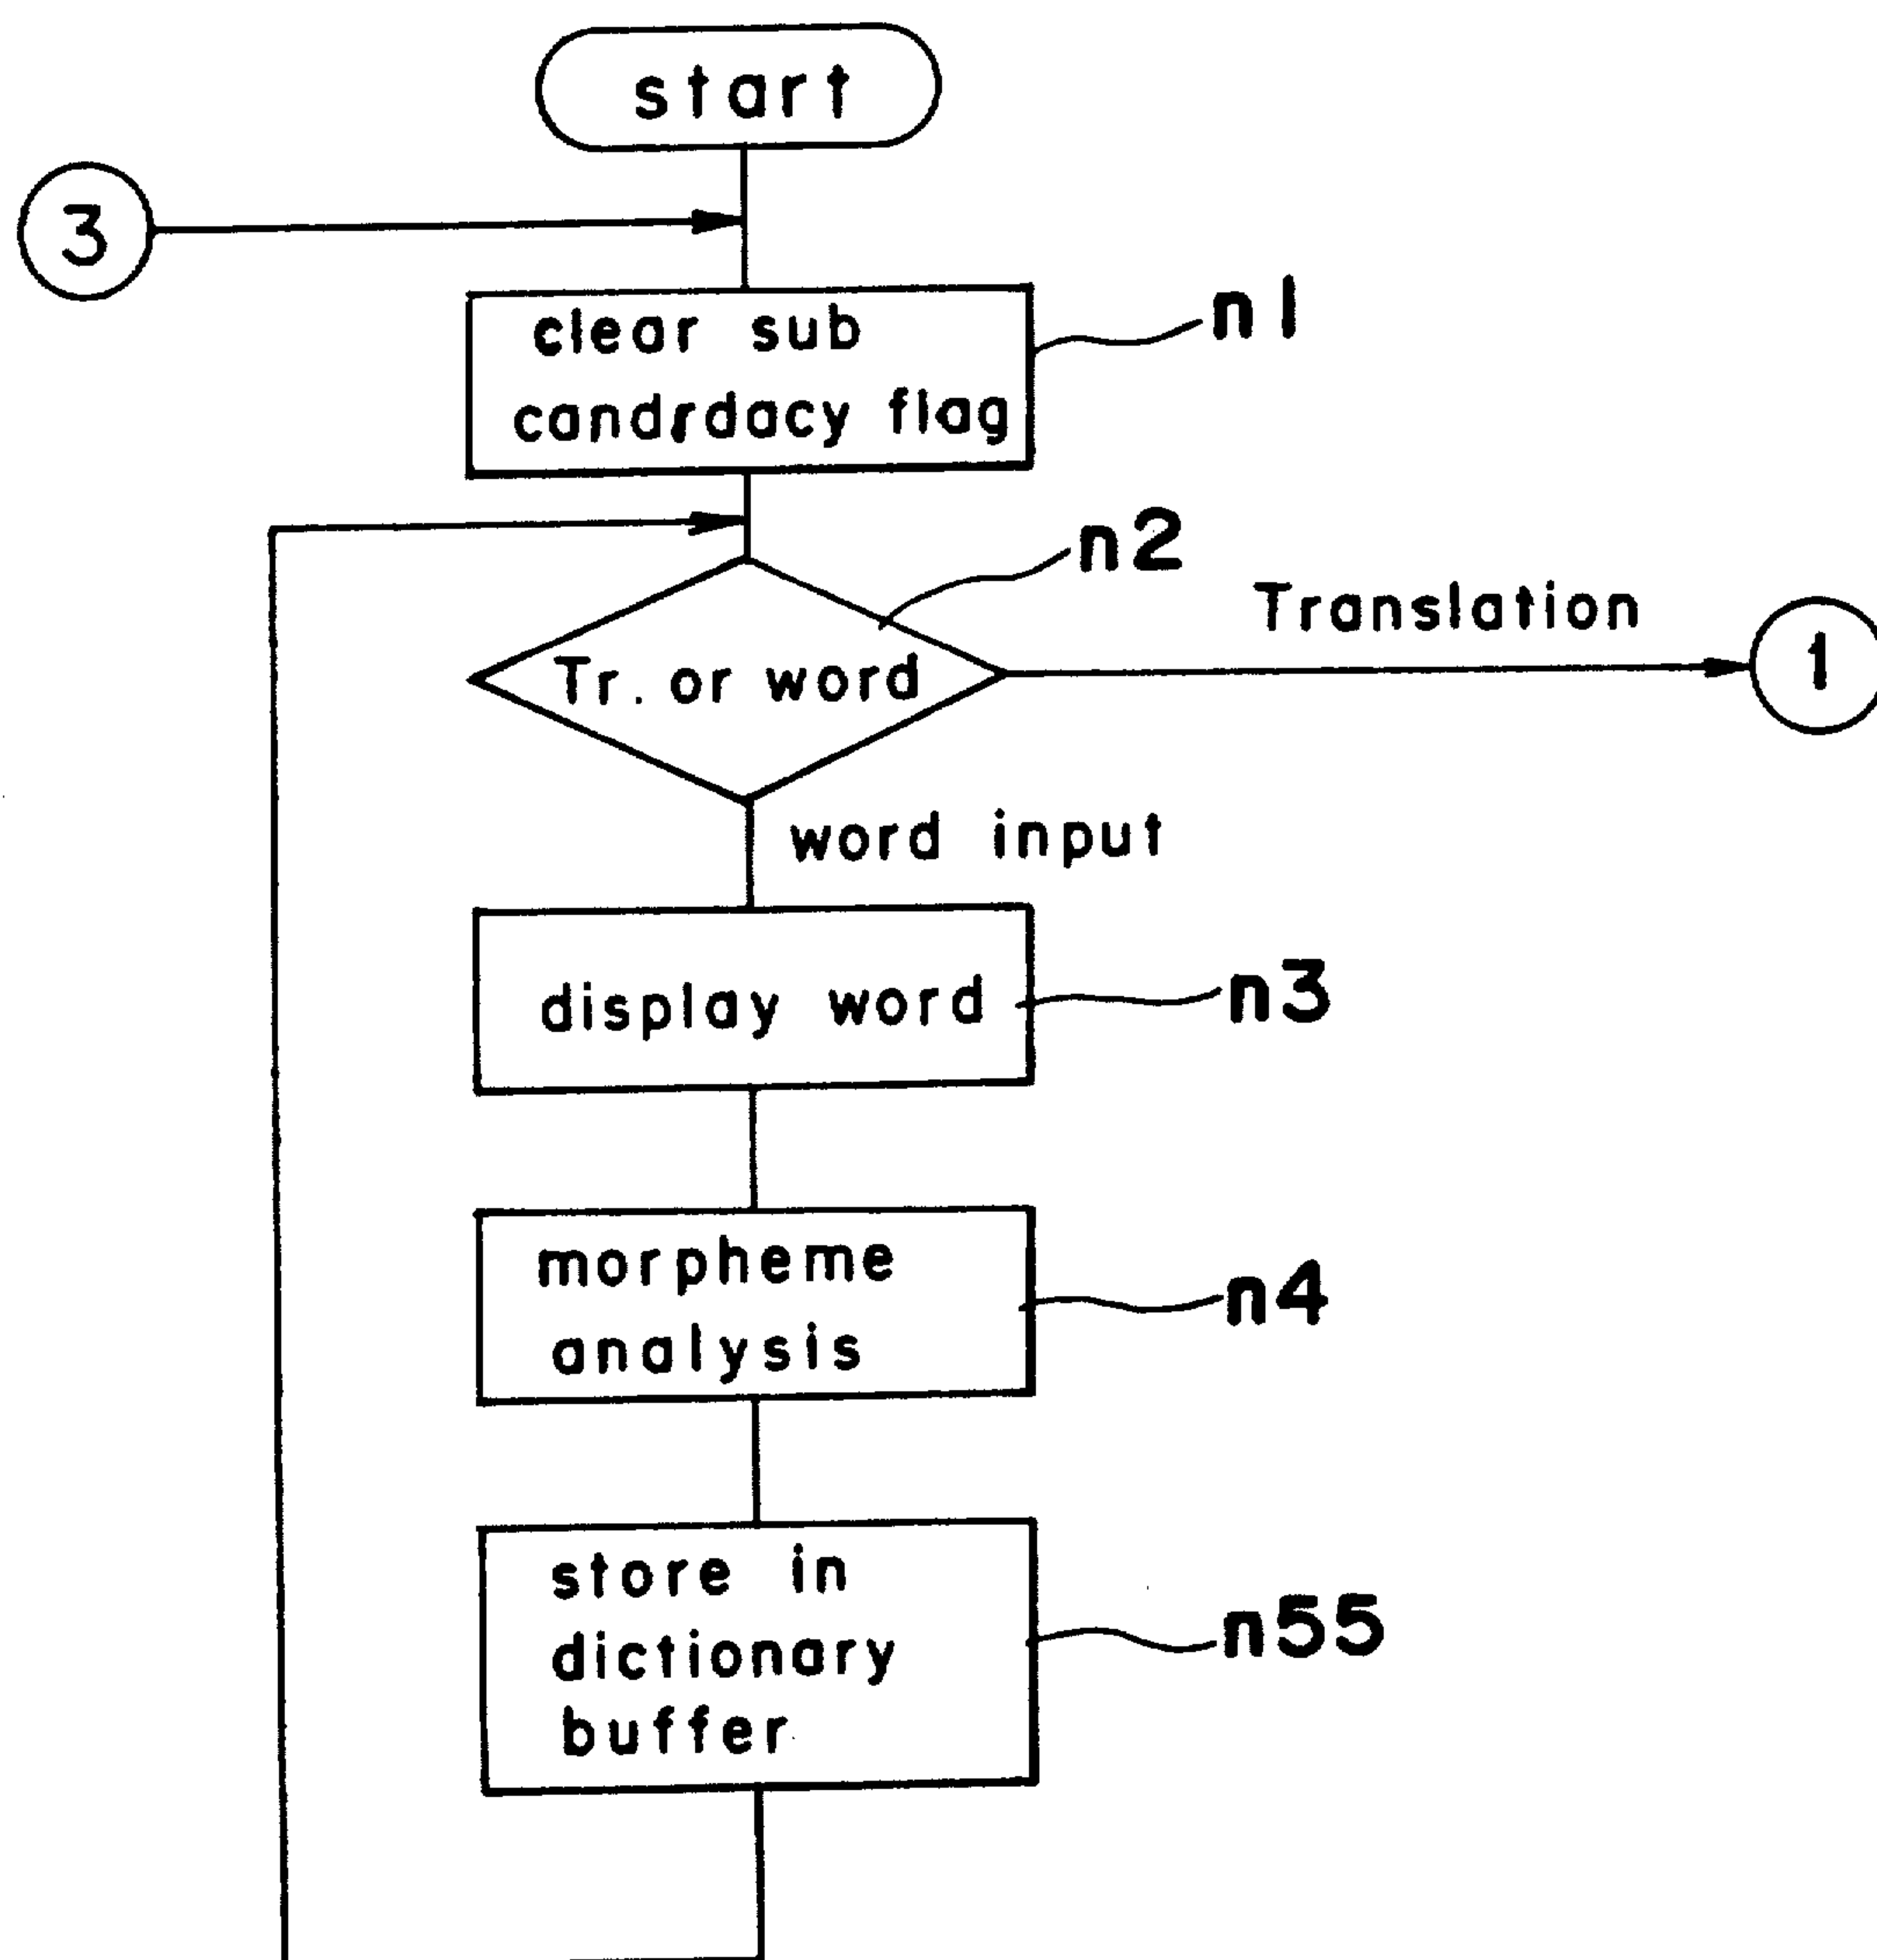 start
3
clear sub
candrdacy flag
n1
n2
Translation
1
Tr. or word
word input
display word
n3
morpheme
analysis
n4
store in
dictionary
buffer
n55